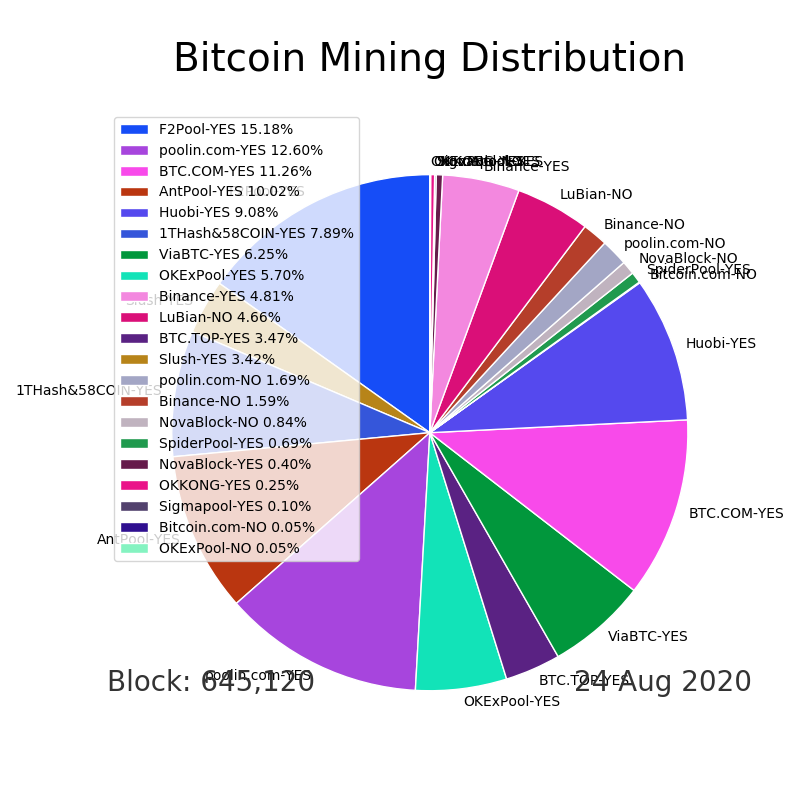 Bitcoin Mining Distribution
F2Pool-YES 15.18%
poolin.com-YES 12.60%
BTC.COM-YES 11.26%
AntPool-YES 10.02%
Huobi-YES 9.08%
1THash&58COIN-YES 7.89%
ViaBTC-YES 6.25%
OKExPool-YES 5.70%
Binance-YES 4.81%
LuBian-NO 4.66%
BTC.TOP-YES 3.47%
Slush-YES 3.42%
poolin.com-NO 1.69%
Binance-NO 1.59%
NovaBlock-NO 0.84%
SpiderPool-YES 0.69%
NovaBlock-YES 0.40%
OKKONG-YES 0.25%
Sigmapool-YES 0.10%
Bitcoin.com-NO 0.05%
OKExPool-NO 0.05%
Binance-YES
LuBian-NO
Binance-NO
poolin.com-NO
NovaBlock-NO
SpiderPool-YES
Bitcoin.com-NO
Huobi-YES
BTC.COM-YES
ViaBTC-YES
BTC.TOP-YES
OKExPool-YES
poolin.com-YES
AntPool-YES
1THash&58COIN-YES
Slush-YES
Block: 645,120
24 Aug 2020